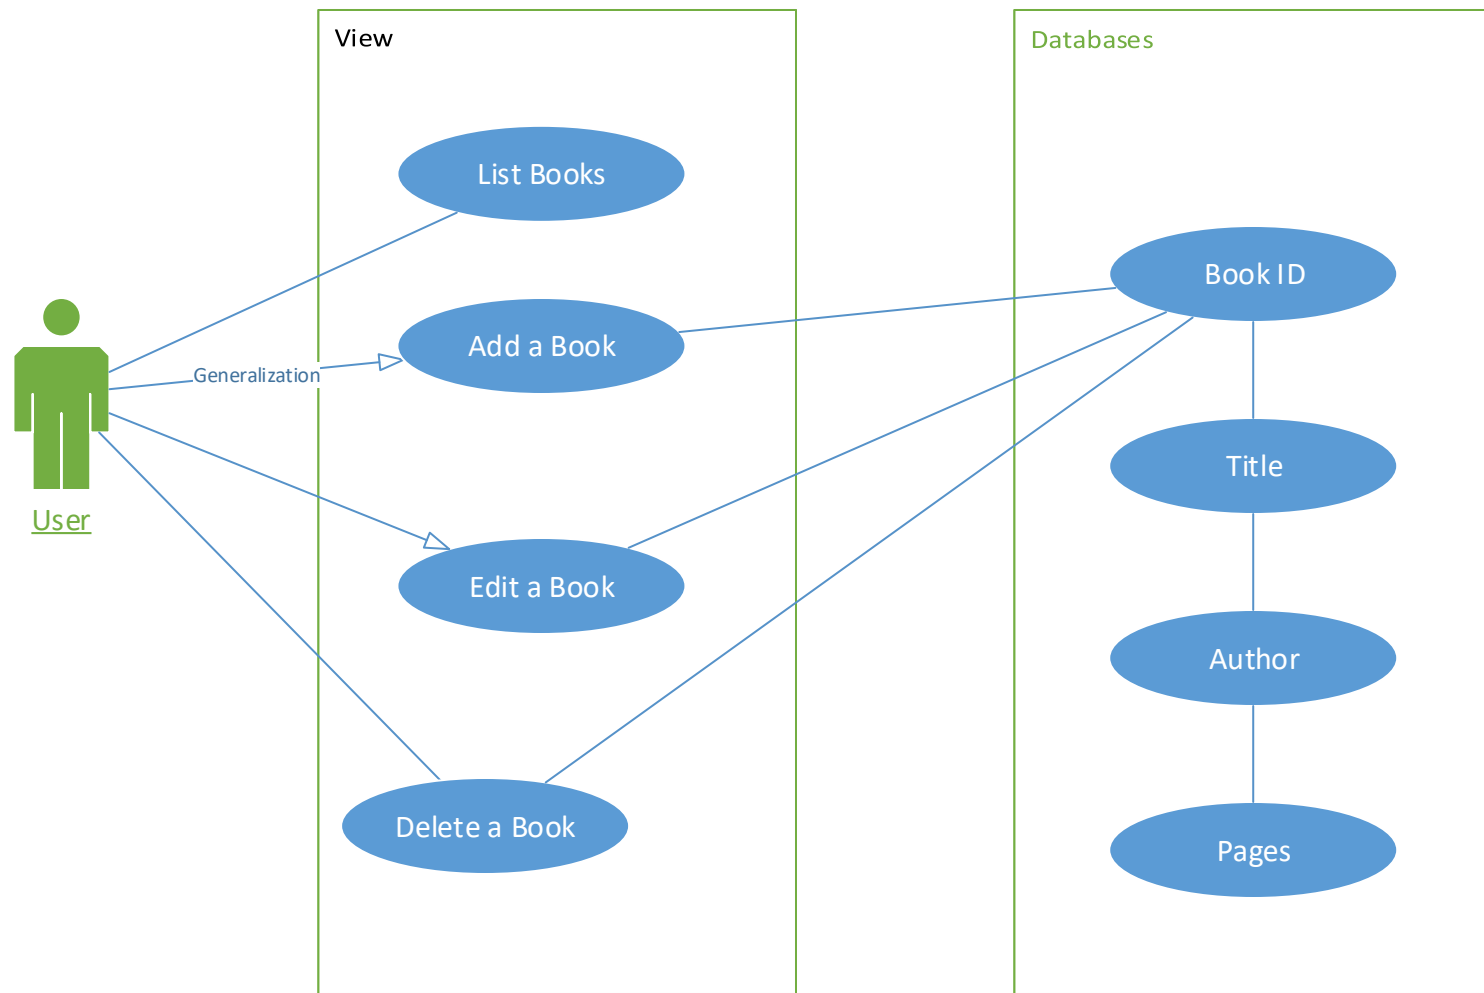 View
Databases
List Books
Book ID
Add a Book
Generalization
Title
User
Edit a Book
Author
Delete a Book
Pages